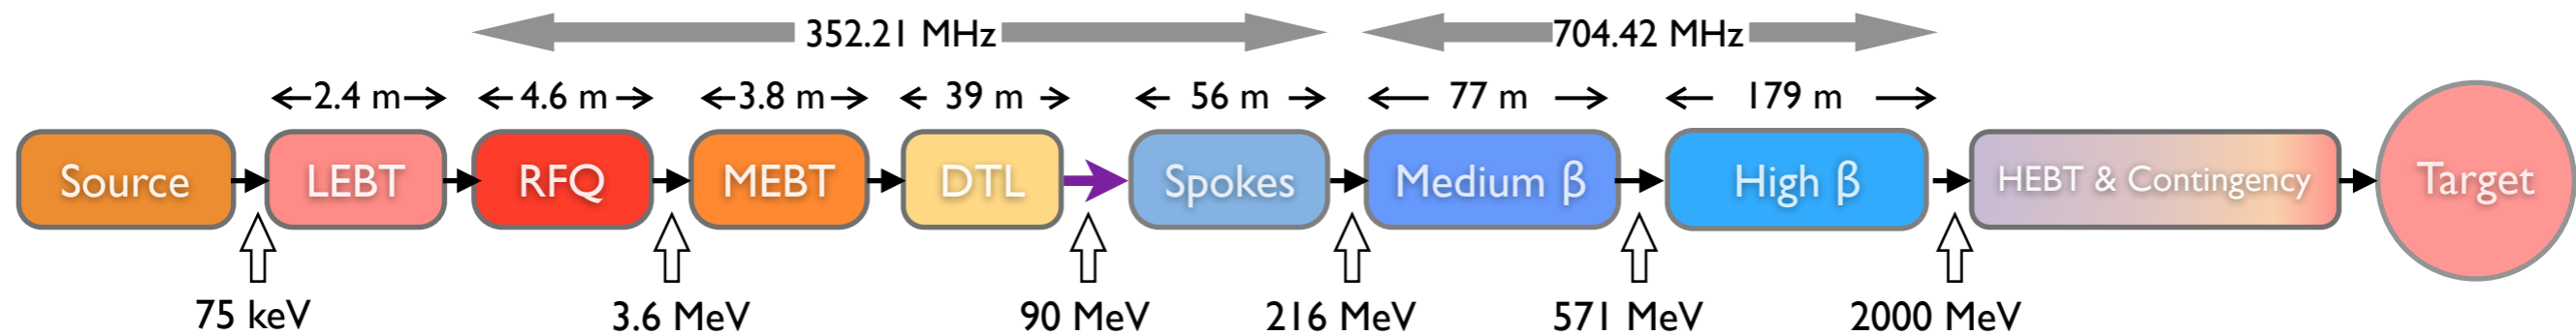 352.21 MHz 704.42 MHz
2.4 m 4.6 m 3.8 m 39 m 56 m 77 m 179 m
Source LEBT RFQ MEBT DTL Spokes Medium β High β HEBT & Contingency Target
75 keV 3.6 MeV 90 MeV 216 MeV 571 MeV 2000 MeV